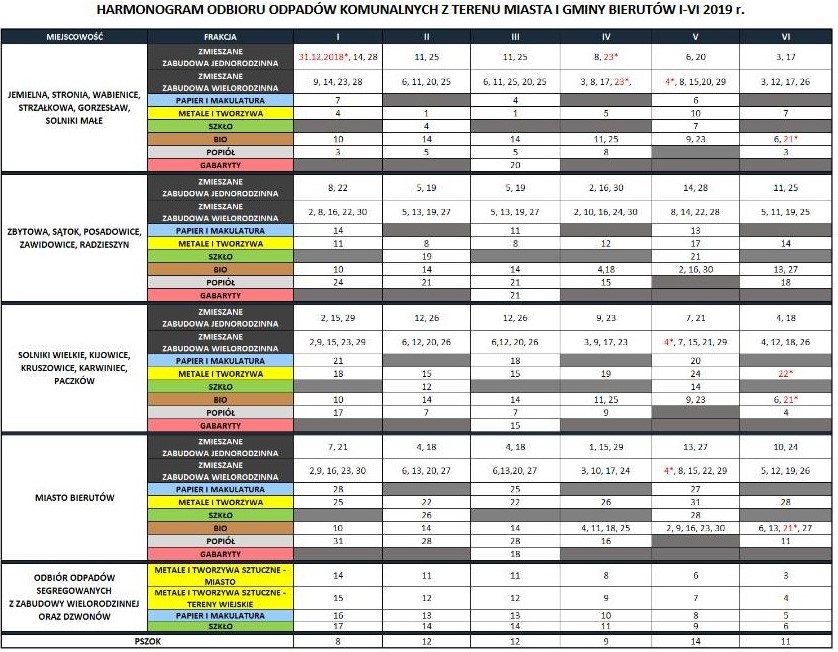 HARMONOGRAM ODBIORU ODPADÓW KOMUNALNYCH Z TERENU MIASTA I GMINY BIERUTÓW I-VI 2019 r.
MIEJSCOWOŚĆ FRAKCJA I II III IV V VI
JEMIELNA, STRONIA, WABIENICE,
STRZAŁKOWA, GORZESŁAW,
SOLNIKI MAŁE
ZMIESZANE
ZABUDOWA JEDNORODZINNA 31.12.2018*, 14, 28 11, 25 11, 25 8, 23* 6, 20 3, 17
ZMIESZANE
ZABUDOWA WIELORODZINNA 9, 14, 23, 28 6, 11, 20, 25 6, 11, 25, 20, 25 3, 8, 17, 23*, 4*, 8, 15,20, 29 3, 12, 17, 26
PAPIER I MAKULATURA 7 4 6
METALE I TWORZYWA 4 1 1 5 10 7
SZKŁO 4 7
BIO 10 14 14 11, 25 9, 23 6, 21*
POPIÓŁ 3 5 5 8 3
GABARYTY 20
ZBYTOWA, SĄTOK, POSADOWICE,
ZAWIDOWICE, RADZIESZYN
ZMIESZANE
ZABUDOWA JEDNORODZINNA 8, 22 5, 19 5, 19 2, 16, 30 14, 28 11, 25
ZMIESZANE
ZABUDOWA WIELORODZINNA 2, 8, 16, 22, 30 5, 13, 19, 27 5, 13, 19, 27 2, 10, 16, 24, 30 8, 14, 22, 28 5, 11, 19, 25
PAPIER I MAKULATURA 14 11 13
METALE I TWORZYWA 11 8 8 12 17 14
SZKŁO 19 21
BIO 10 14 14 4,18 2, 16, 30 13, 27
POPIÓŁ 24 21 21 15 18
GABARYTY 21
SOLNIKI WIELKIE, KIJOWICE,
KRUSZOWICE, KARWINIEC,
PACZKÓW
ZMIESZANE
ZABUDOWA JEDNORODZINNA 2, 15, 29 12, 26 12, 26 9, 23 7, 21 4, 18
ZMIESZANE
ZABUDOWA WIELORODZINNA 2,9, 15, 23, 29 6, 12, 20, 26 6,12, 20, 26 3, 9, 17, 23 4*, 7, 15, 21, 29 4, 12, 18, 26
PAPIER I MAKULATURA 21 18 20
METALE I TWORZYWA 18 15 15 19 24 22*
SZKŁO 12 14
BIO 10 14 14 11, 25 9, 23 6, 21*
POPIÓŁ 17 7 7 9 4
GABARYTY 15
MIASTO BIERUTÓW
ZMIESZANE
ZABUDOWA JEDNORODZINNA 7, 21 4, 18 4, 18 1, 15, 29 13, 27 10, 24
ZMIESZANE
ZABUDOWA WIELORODZINNA 2,9, 16, 23, 30 6, 13, 20, 27 6,13,20, 27 3, 10, 17, 24 4*, 8, 15, 22, 29 5, 12, 19, 26
PAPIER I MAKULATURA 28 25 27
METALE I TWORZYWA 25 22 22 26 31 28
SZKŁO 26 28
BIO 10 14 14 4, 11, 18, 25 2, 9, 16, 23, 30 6, 13, 21*, 27
POPIÓŁ 31 28 28 16 11
GABARYTY 18
ODBIÓR ODPADÓW
SEGREGOWANYCH
Z ZABUDOWY WIELORODZINNEJ
ORAZ DZWONÓW
METALE I TWORZYWA SZTUCZNE -
MIASTO 14 11 11 8 6 3
METALE I TWORZYWA SZTUCZNE -
TERENY WIEJSKIE 15 12 12 9 7 4
PAPIER I MAKULATURA 16 13 13 10 8 5
SZKŁO 17 14 14 11 9 6
PSZOK 8 12 12 9 14 11